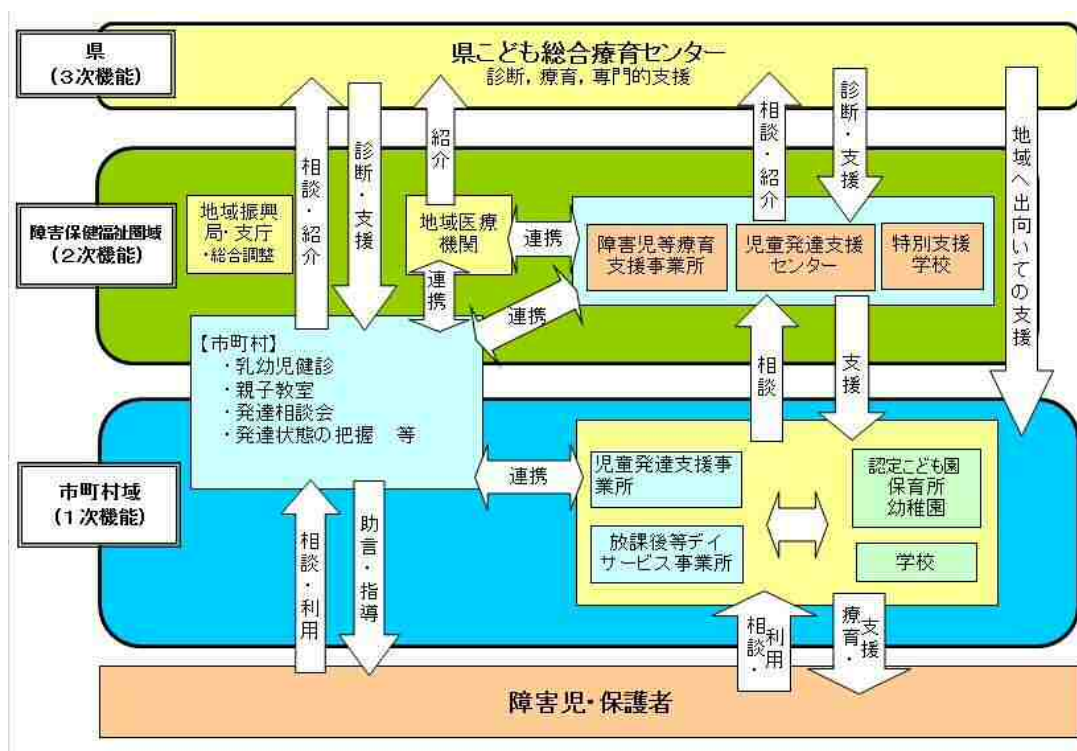 県
(3次機能)
県こども総合療育センター
診断，療育，専門的支援
相談・紹介
診断・支援
紹介
相談・紹介
診断・支援
地域へ出向いての支援
障害保健福祉圏域
(2次機能)
地域振興
局・支庁
・総合調整
地域医療
機関
連携
障害児等療育
支援事業所
児童発達支援
センター
特別支援
学校
連携
連携
【市町村】
・乳幼児健診
・親子教室
・発達相談会
・発達状態の把握　等
相談
支援
市町村域
(1次機能)
連携
児童発達支援事
業所
放課後等デイ
サービス事業所
認定こども園
保育所
幼稚園
学校
相談・利用
助言・指導
相談・
利用
療育・
支援
障害児・保護者